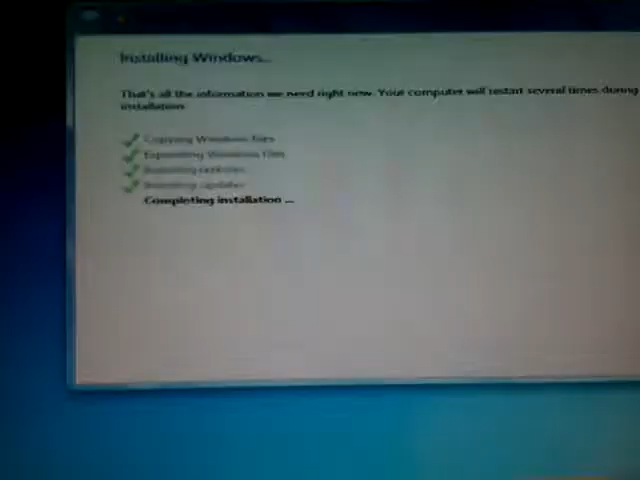 Installing Windows...
That's all the information we need right now. Your computer will restart several times during
installation.
Copying Windows files
Expanding Windows files
Installing features
Installing updates
Completing installation ...